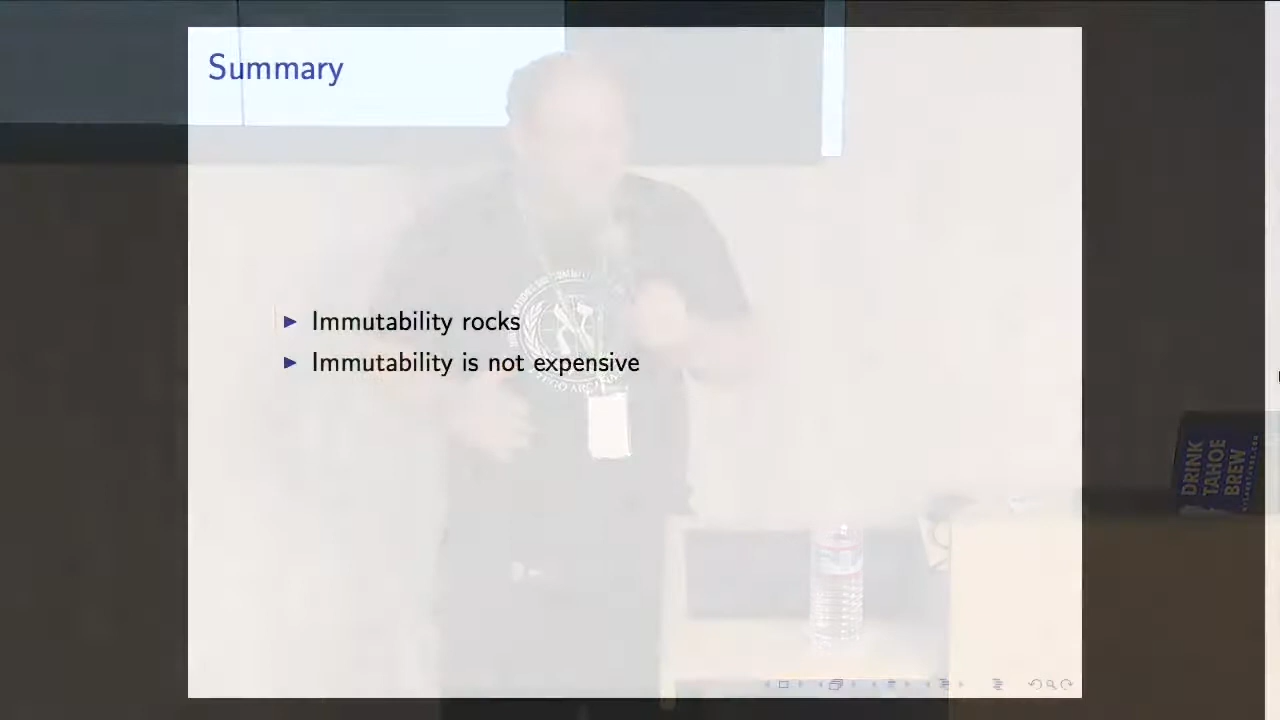 Summary
Immutability rocks
Immutability is not expensive
DRINK
TAHOE
BREW